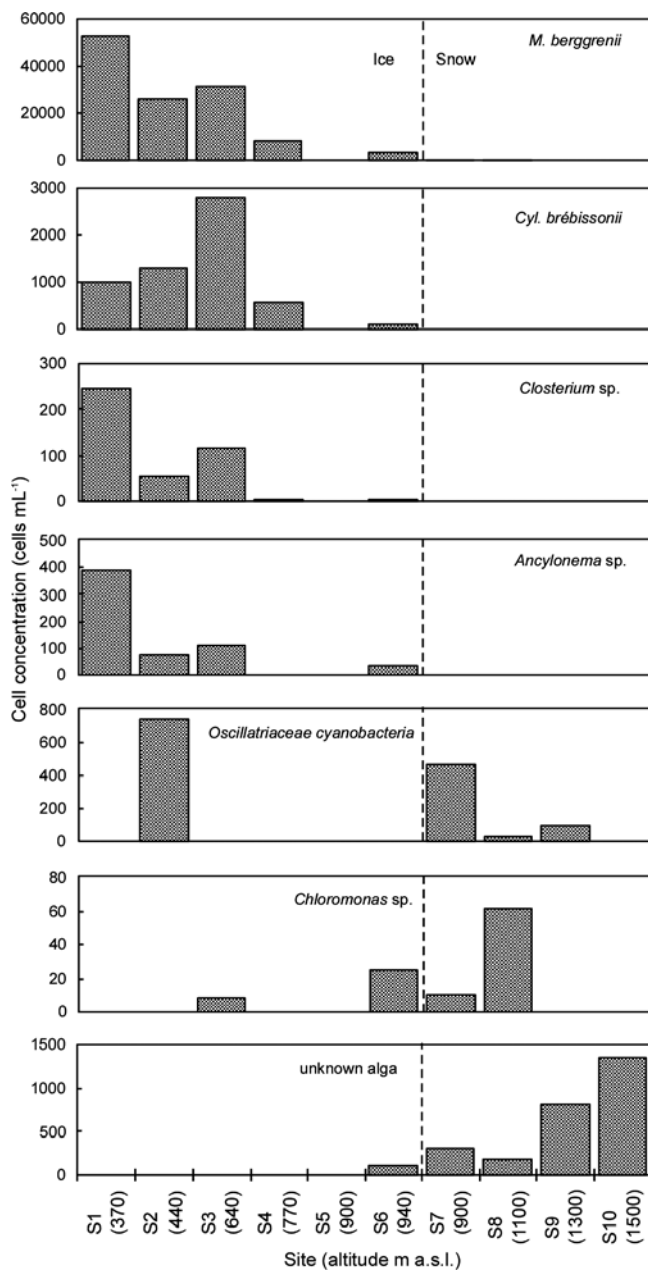 60000
40000
20000
0
M. berggrenii
Ice
Snow
3000
2000
1000
0
Cyl. brébissonii
300
200
100
0
Closterium sp.
500
400
300
200
100
0
Ancylonema sp.
800
600
400
200
0
Oscillatriaceae cyanobacteria
80
60
40
20
0
Chloromonas sp.
1500
1000
500
0
unknown alga
Cell concentration (cells mL⁻¹)
S1 (370)
S2 (440)
S3 (640)
S4 (770)
S5 (900)
S6 (940)
S7 (900)
S8 (1100)
S9 (1300)
S10 (1500)
Site (altitude m a.s.l.)